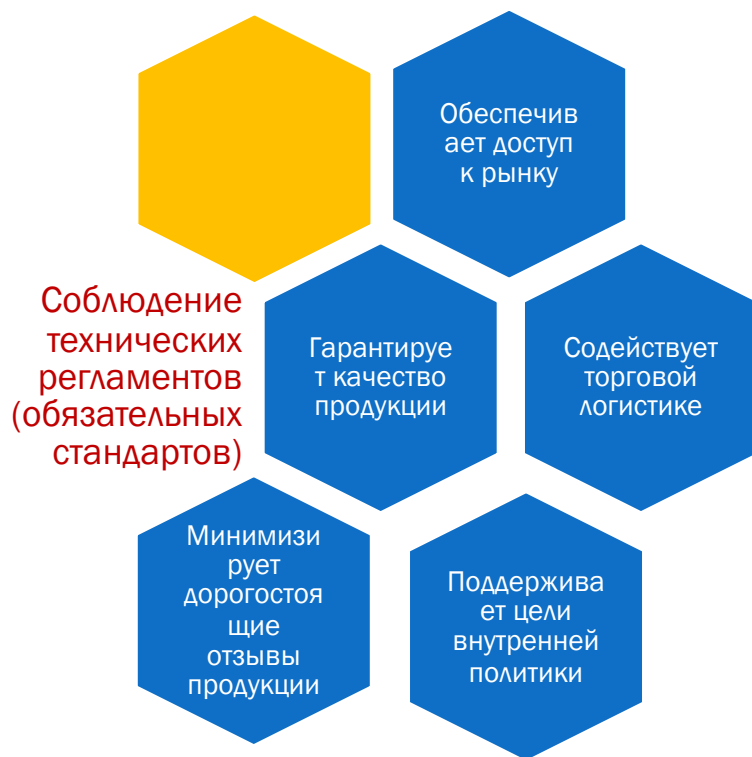 Обеспечив
ает доступ
к рынку
Соблюдение
технических
регламентов
(обязательных
стандартов)
Гарантируе
т качество
продукции
Содействует
торговой
логистике
Минимизи
рует
дорогостоя
щие
отзывы
продукции
Поддержива
ет цели
внутренней
политики